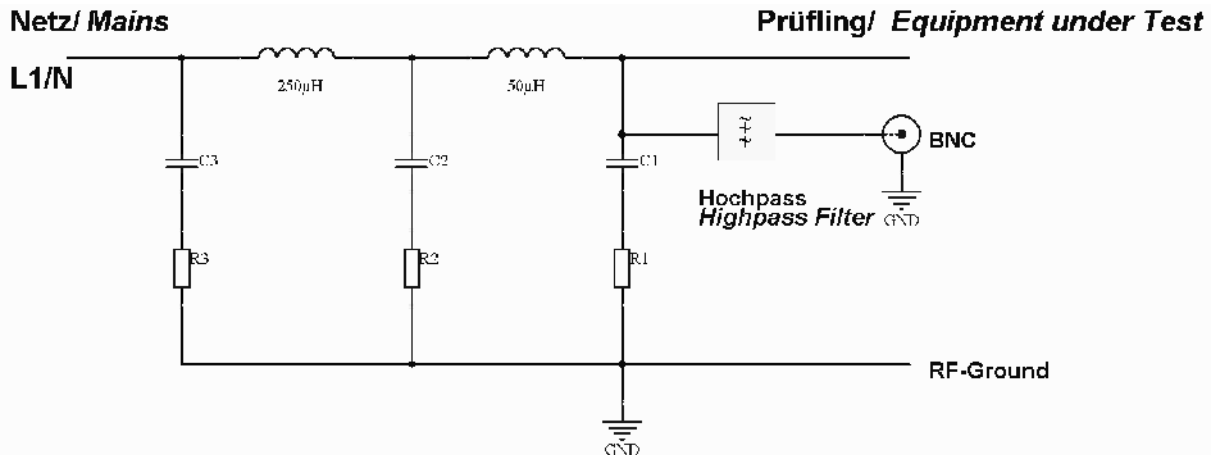 Netz/ Mains
Prüfling/ Equipment under Test
L1/N
250µH
50µH
BNC
C3
C2
C1
Hochpass
Highpass Filter
GND
R3
R2
R1
RF-Ground
GND